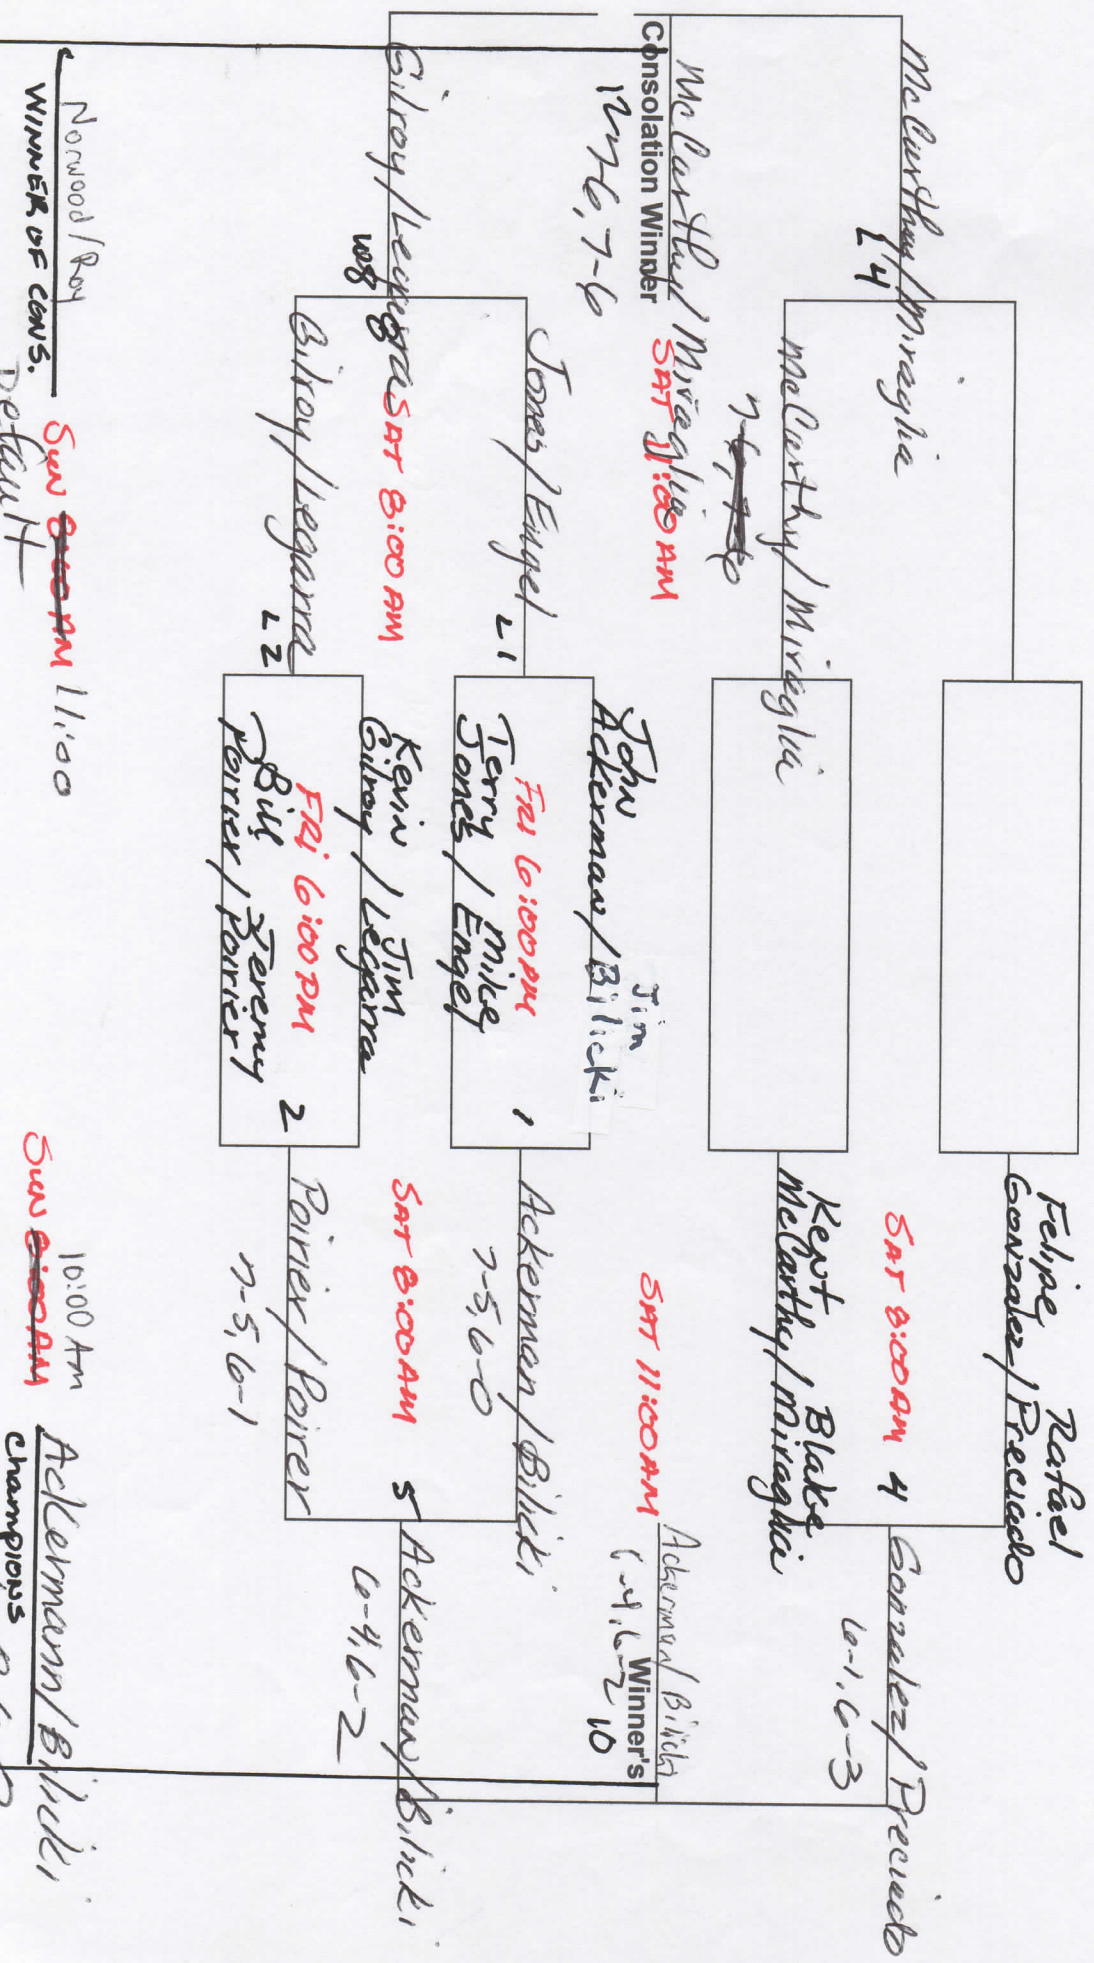 Felipe Rafael
Gonzalez / Preciado
SAT 8:00AM 4
Gonzalez / Preciado
6-1, 6-3
McCarthy / Miraglia
L4
McCarthy / Miraglia
Kent Blake
McCarthy / Miraglia
McCarthy / Miraglia
SAT 11:00AM
Consolation Winner
12
7-6, 7-6
SAT 11:00AM
Ackerman / Bilicki
Winner's
10
John Jim
Ackerman / Bilicki
FRI 6:00PM
1
Terry Mike
Jones / Engel
Jones / Engel
L1
Ackerman / Bilicki
7-5, 6-0
SAT 8:00AM
5
Ackerman / Bilicki
6-4, 6-2
Gilroy / Legarra
SAT 8:00AM
8
Gilroy / Legarra
L2
Kevin Jim
Gilroy / Legarra
FRI 6:00PM
2
Bill Jeremy
Poirier / Poirier
Poirier / Poirer
7-5, 6-1
Norwood / Roy
WINNER OF CONS.
SUN 8:00AM 11:00
Default
10:00 Am
SUN 8:00AM
Ackermann / Bilicki
Champions